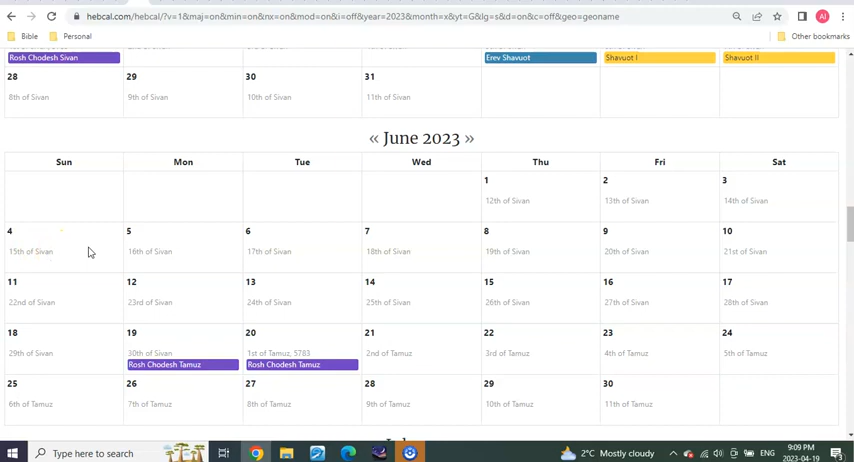 hebcal.com/hebcal/?v=1&maj=on&min=on&nx=on&mod=on&i=off&year=2023&month=x&yt=G&lg=s&d=on&c=off&geo=geoname
AI
Bible Personal Other bookmarks
Rosh Chodesh Sivan Erev Shavuot Shavuot I Shavuot II
28 29 30 31
8th of Sivan 9th of Sivan 10th of Sivan 11th of Sivan
« June 2023 »
Sun Mon Tue Wed Thu Fri Sat
1 2 3
12th of Sivan 13th of Sivan 14th of Sivan
4 5 6 7 8 9 10
15th of Sivan 16th of Sivan 17th of Sivan 18th of Sivan 19th of Sivan 20th of Sivan 21st of Sivan
11 12 13 14 15 16 17
22nd of Sivan 23rd of Sivan 24th of Sivan 25th of Sivan 26th of Sivan 27th of Sivan 28th of Sivan
18 19 20 21 22 23 24
29th of Sivan 30th of Sivan 1st of Tamuz, 5783 2nd of Tamuz 3rd of Tamuz 4th of Tamuz 5th of Tamuz
Rosh Chodesh Tamuz Rosh Chodesh Tamuz
25 26 27 28 29 30
6th of Tamuz 7th of Tamuz 8th of Tamuz 9th of Tamuz 10th of Tamuz 11th of Tamuz
Type here to search 2°C Mostly cloudy ENG 9:09 PM
2023-04-19
3